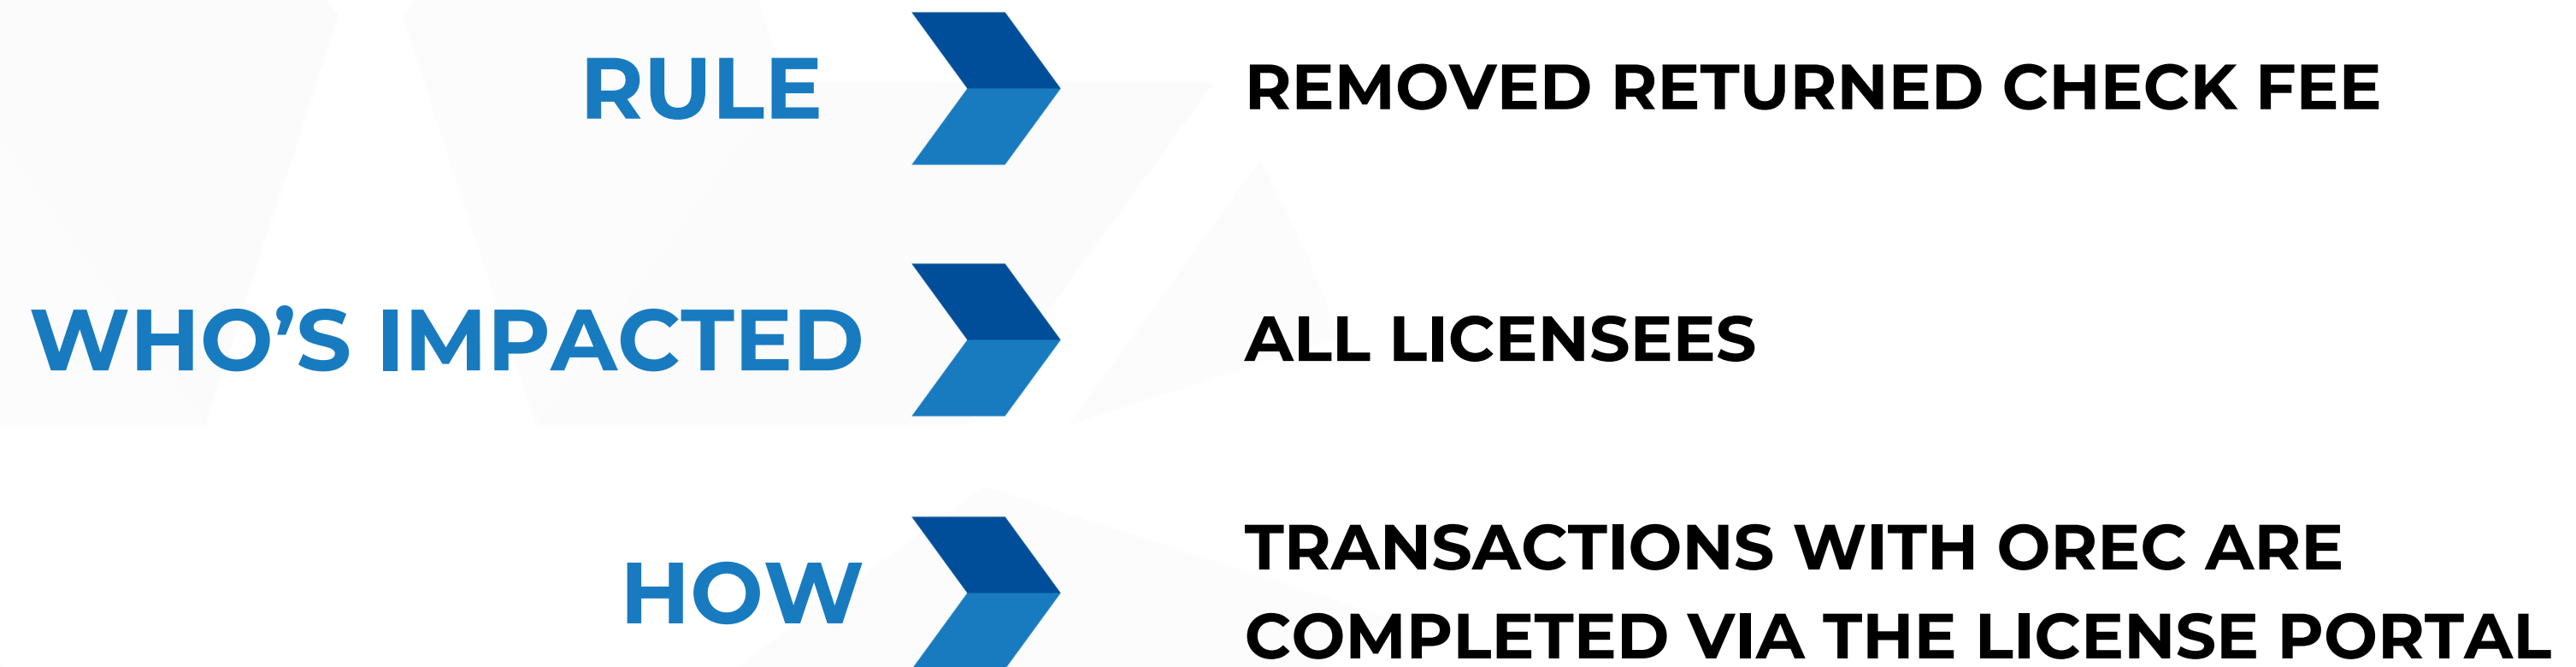 RULE
REMOVED RETURNED CHECK FEE
WHO’S IMPACTED
ALL LICENSEES
HOW
TRANSACTIONS WITH OREC ARE
COMPLETED VIA THE LICENSE PORTAL